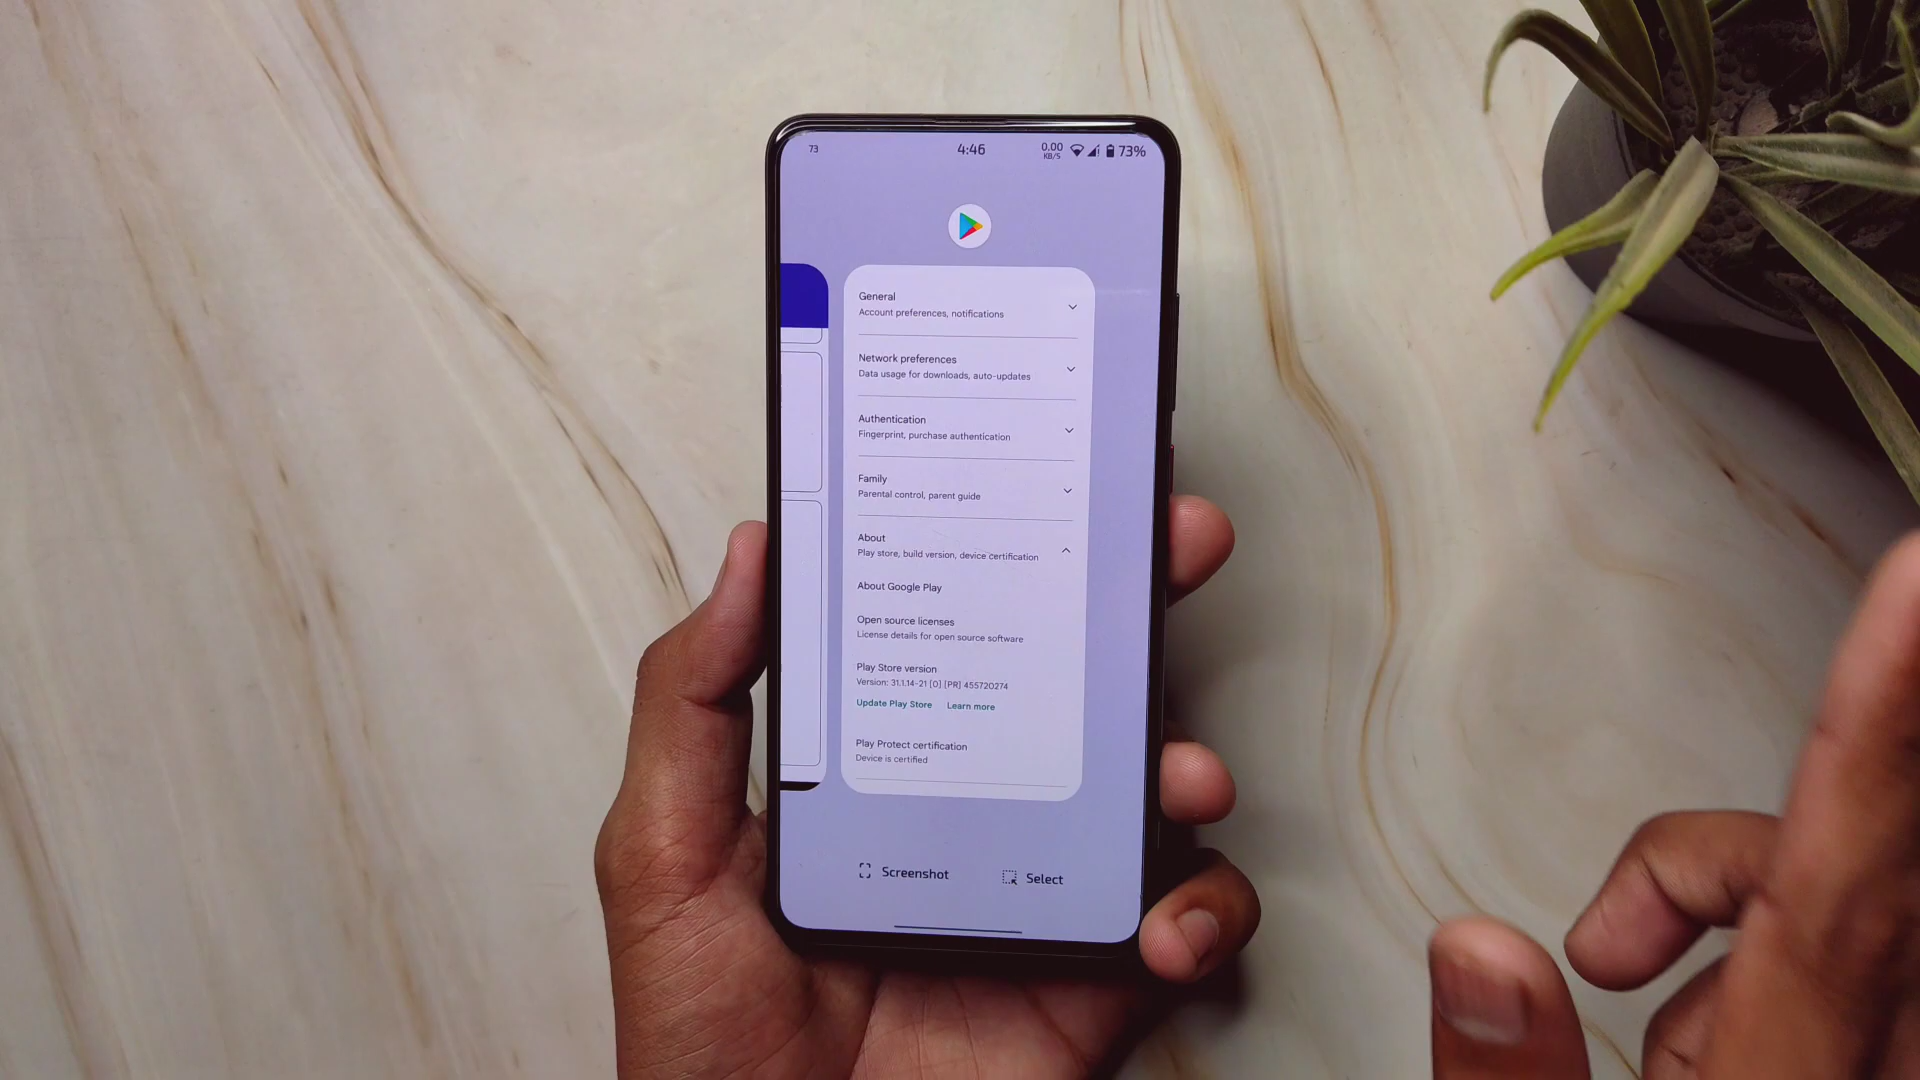 73
4:46
0.00
KB/S
73%
General
Account preferences, notifications
Network preferences
Data usage for downloads, auto-updates
Authentication
Fingerprint, purchase authentication
Family
Parental control, parent guide
About
Play store, build version, device certification
About Google Play
Open source licenses
License details for open source software
Play Store version
Version: 31.1.14-21 [0] [PR] 455720274
Update Play Store Learn more
Play Protect certification
Device is certified
Screenshot Select